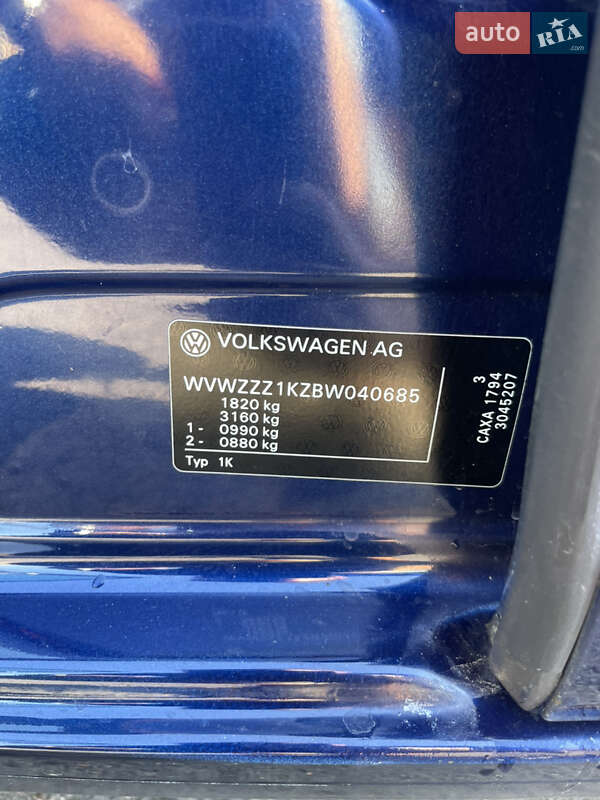 auto RIA
.com
VOLKSWAGEN AG
WVWZZZ1KZBW040685
1820 kg
3160 kg
1 - 0990 kg
2 - 0880 kg
Typ 1K
3
CAXA 1794
3045207